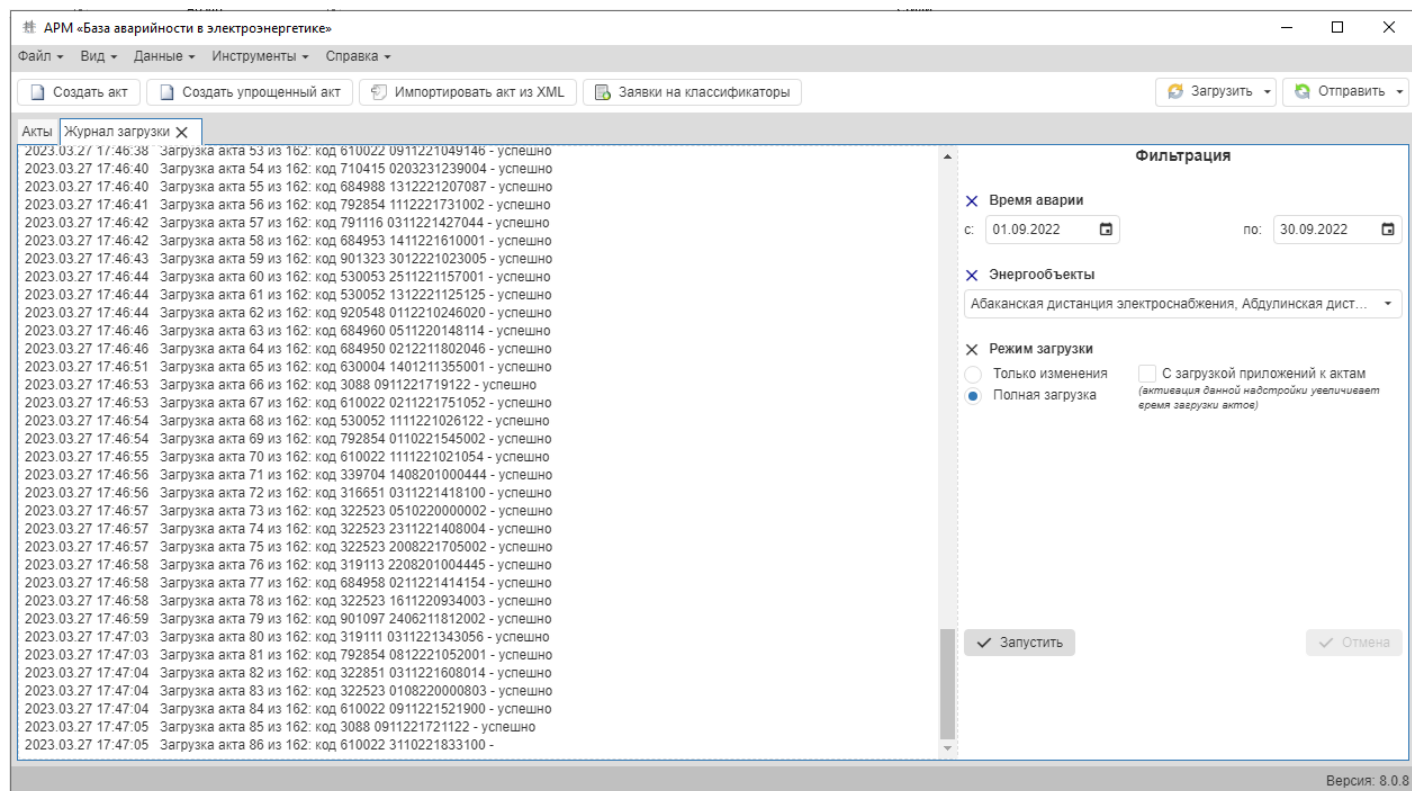 АРМ «База аварийности в электроэнергетике»
Файл Вид Данные Инструменты Справка
Создать акт Создать упрощенный акт Импортировать акт из XML Заявки на классификаторы Загрузить Отправить
Акты Журнал загрузки
2023.03.27 17:46:38 Загрузка акта 53 из 162: код 610022 0911221049146 - успешно
2023.03.27 17:46:40 Загрузка акта 54 из 162: код 710415 0203231239004 - успешно
2023.03.27 17:46:40 Загрузка акта 55 из 162: код 684988 1312221207087 - успешно
2023.03.27 17:46:41 Загрузка акта 56 из 162: код 792854 1112221731002 - успешно
2023.03.27 17:46:42 Загрузка акта 57 из 162: код 791116 0311221427044 - успешно
2023.03.27 17:46:42 Загрузка акта 58 из 162: код 684953 1411221610001 - успешно
2023.03.27 17:46:43 Загрузка акта 59 из 162: код 901323 3012221023005 - успешно
2023.03.27 17:46:44 Загрузка акта 60 из 162: код 530053 2511221157001 - успешно
2023.03.27 17:46:44 Загрузка акта 61 из 162: код 530052 1312221125125 - успешно
2023.03.27 17:46:44 Загрузка акта 62 из 162: код 920548 0112210246020 - успешно
2023.03.27 17:46:46 Загрузка акта 63 из 162: код 684960 0511220148114 - успешно
2023.03.27 17:46:46 Загрузка акта 64 из 162: код 684950 0212211802046 - успешно
2023.03.27 17:46:51 Загрузка акта 65 из 162: код 630004 1401211355001 - успешно
2023.03.27 17:46:53 Загрузка акта 66 из 162: код 3088 0911221719122 - успешно
2023.03.27 17:46:53 Загрузка акта 67 из 162: код 610022 0211221751052 - успешно
2023.03.27 17:46:54 Загрузка акта 68 из 162: код 530052 1111221026122 - успешно
2023.03.27 17:46:54 Загрузка акта 69 из 162: код 792854 0110221545002 - успешно
2023.03.27 17:46:55 Загрузка акта 70 из 162: код 610022 1111221021054 - успешно
2023.03.27 17:46:56 Загрузка акта 71 из 162: код 339704 1408201000444 - успешно
2023.03.27 17:46:56 Загрузка акта 72 из 162: код 316651 0311221418100 - успешно
2023.03.27 17:46:57 Загрузка акта 73 из 162: код 322523 0510220000002 - успешно
2023.03.27 17:46:57 Загрузка акта 74 из 162: код 322523 2311221408004 - успешно
2023.03.27 17:46:57 Загрузка акта 75 из 162: код 322523 2008221705002 - успешно
2023.03.27 17:46:58 Загрузка акта 76 из 162: код 319113 2208201004445 - успешно
2023.03.27 17:46:58 Загрузка акта 77 из 162: код 684958 0211221414154 - успешно
2023.03.27 17:46:58 Загрузка акта 78 из 162: код 322523 1611220934003 - успешно
2023.03.27 17:46:59 Загрузка акта 79 из 162: код 901097 2406211812002 - успешно
2023.03.27 17:47:03 Загрузка акта 80 из 162: код 319111 0311221343056 - успешно
2023.03.27 17:47:03 Загрузка акта 81 из 162: код 792854 0812221052001 - успешно
2023.03.27 17:47:04 Загрузка акта 82 из 162: код 322851 0311221608014 - успешно
2023.03.27 17:47:04 Загрузка акта 83 из 162: код 322523 0108220000803 - успешно
2023.03.27 17:47:04 Загрузка акта 84 из 162: код 610022 0911221521900 - успешно
2023.03.27 17:47:05 Загрузка акта 85 из 162: код 3088 0911221721122 - успешно
2023.03.27 17:47:05 Загрузка акта 86 из 162: код 610022 3110221833100 -
Фильтрация
Время аварии
с: 01.09.2022 по: 30.09.2022
Энергообъекты
Абаканская дистанция электроснабжения, Абдулинская дист...
Режим загрузки
Только изменения С загрузкой приложений к актам
Полная загрузка (активация данной надстройки увеличивает
время загрузки актов)
Запустить Отмена
Версия: 8.0.8